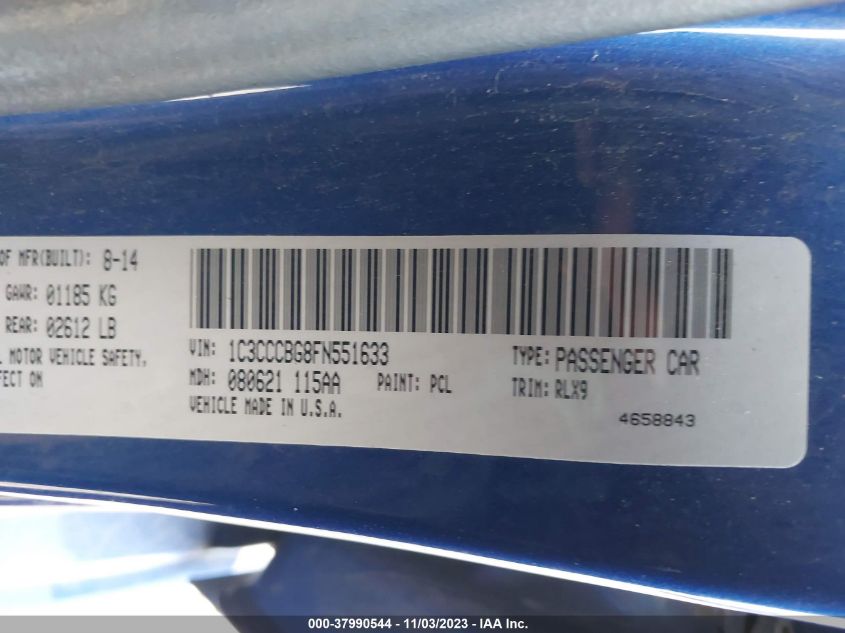 OF MFR(BUILT): 8-14
GAWR: 01185 KG
REAR: 02612 LB
MOTOR VEHICLE SAFETY,
ON
VIN: 1C3CCCBG8FN551633
TYPE: PASSENGER CAR
MDH: 080621 115AA PAINT: PCL
TRIM: RLX9
VEHICLE MADE IN U.S.A.
4658843
000-37990544 - 11/03/2023 - IAA Inc.